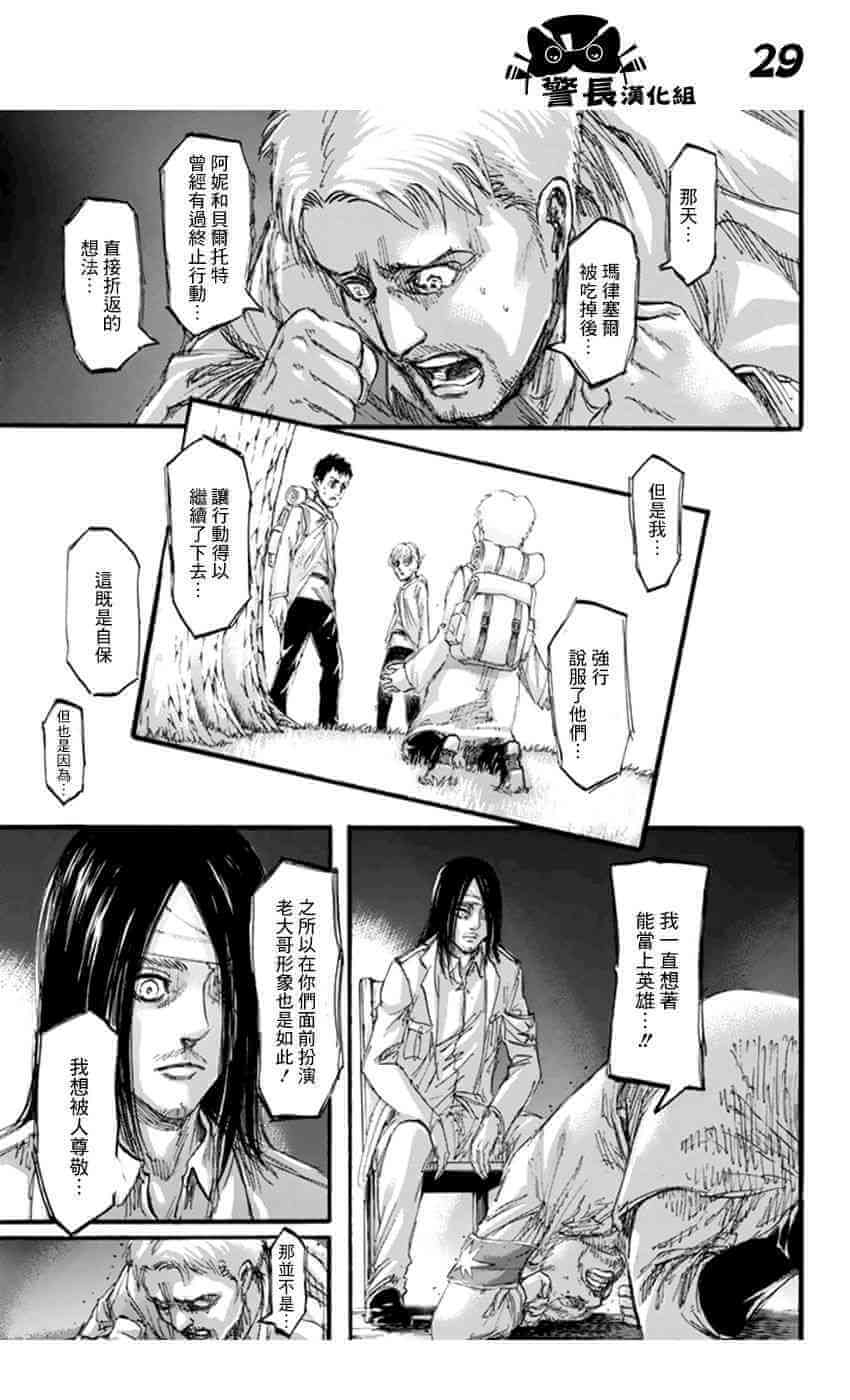 29
警長漢化組
那天…
瑪律塞爾
被吃掉後…
阿妮和貝爾托特
曾經有過終止行動…
直接折返的
想法…
但是我…
強行
說服了他們…
讓行動得以
繼續了下去…
這既是自保
但也是因為…
我一直想著
能當上英雄…!!
之所以在你們面前扮演
老大哥形象也是如此!
我想被人尊敬…
那並不是…